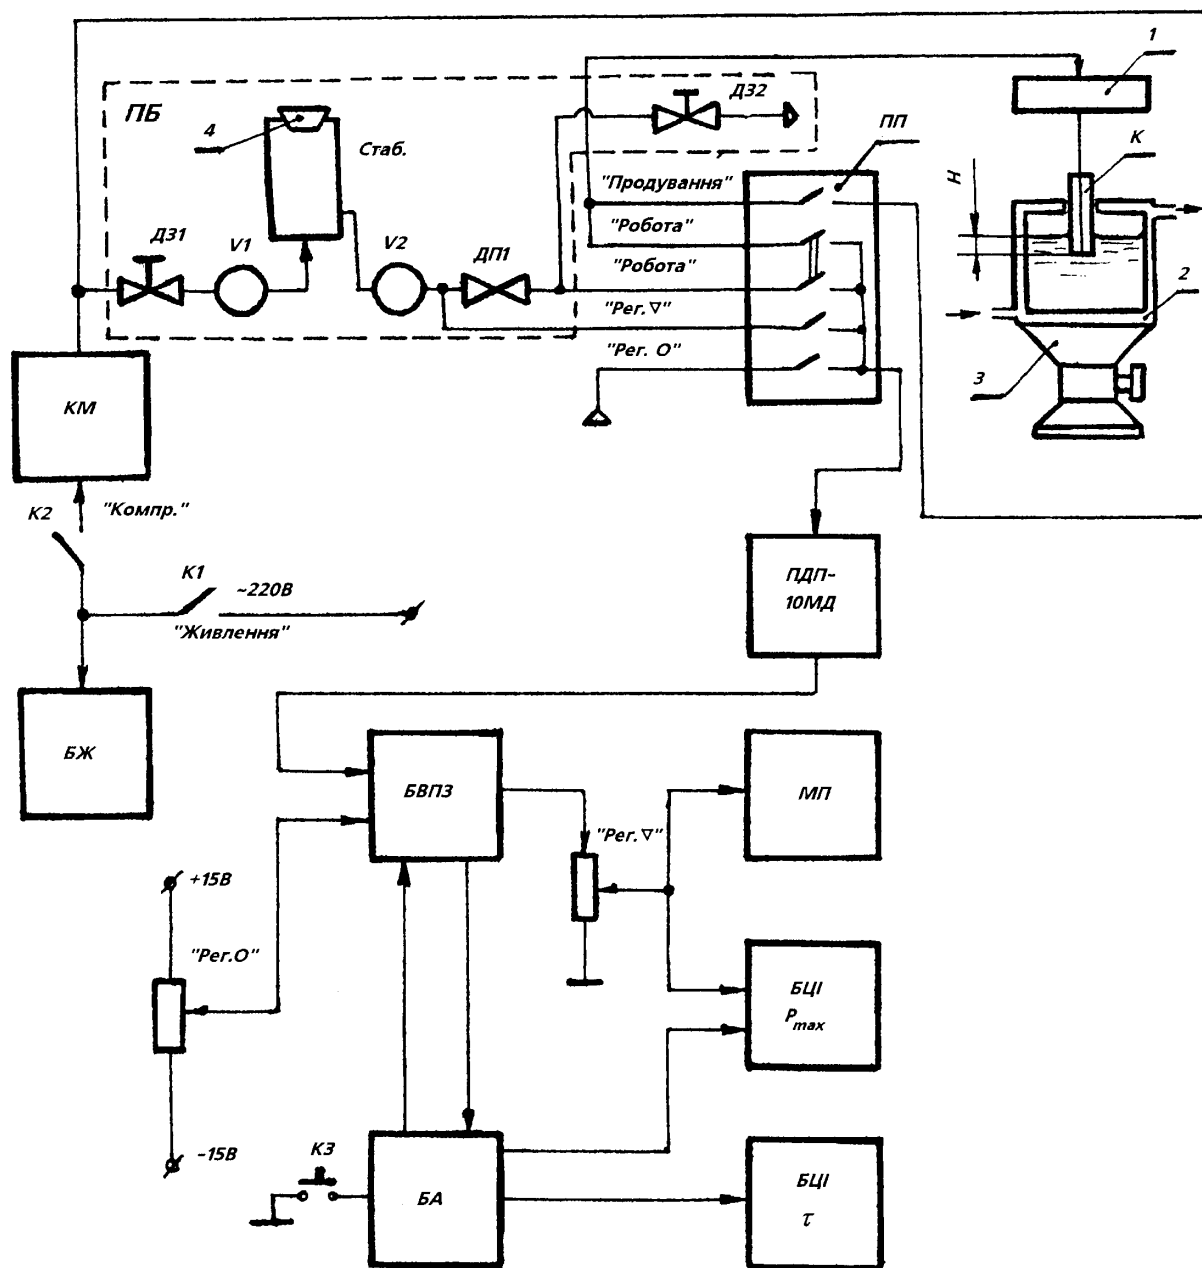 1
ПБ
ДЗ2
4
Стаб.
ПП
К
"Продування"
Н
"Робота"
ДЗ1
V1
V2
ДП1
"Робота"
2
"Рег.▽"
"Рег. О"
3
КМ
К2
"Компр."
К1
~220В
"Живлення"
ПДП-
10МД
БЖ
БВПЗ
МП
"Рег.▽"
+15В
"Рег.О"
БЦІ
Pmax
-15В
К3
БА
БЦІ
τ